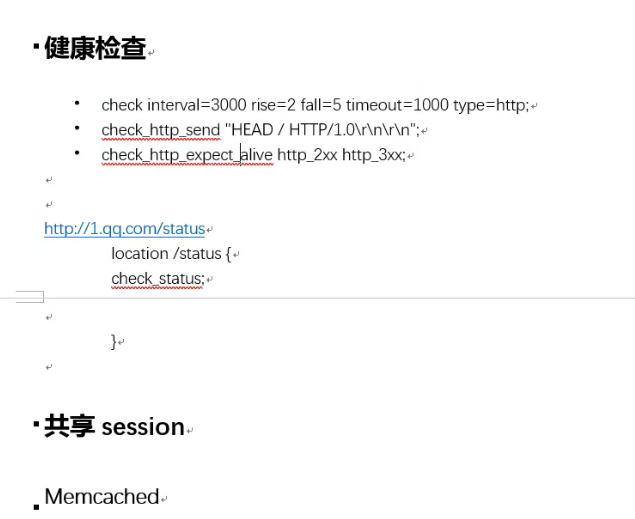 健康检查
check interval=3000 rise=2 fall=5 timeout=1000 type=http;
check_http_send "HEAD / HTTP/1.0\r\n\r\n";
check_http_expect_alive http_2xx http_3xx;
http://1.qq.com/status
location /status {
check_status;
}
共享 session
Memcached